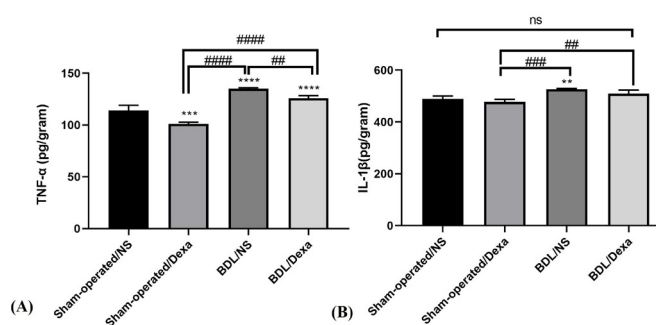 ####
####
##
150
****
****
***
100
50
0
TNF-α (pg/gram)
Sham-operated/NS
Sham-operated/Dexa
BDL/NS
BDL/Dexa
(A)
ns
##
###
**
600
400
200
0
IL-1β(pg/gram)
Sham-operated/NS
Sham-operated/Dexa
BDL/NS
BDL/Dexa
(B)